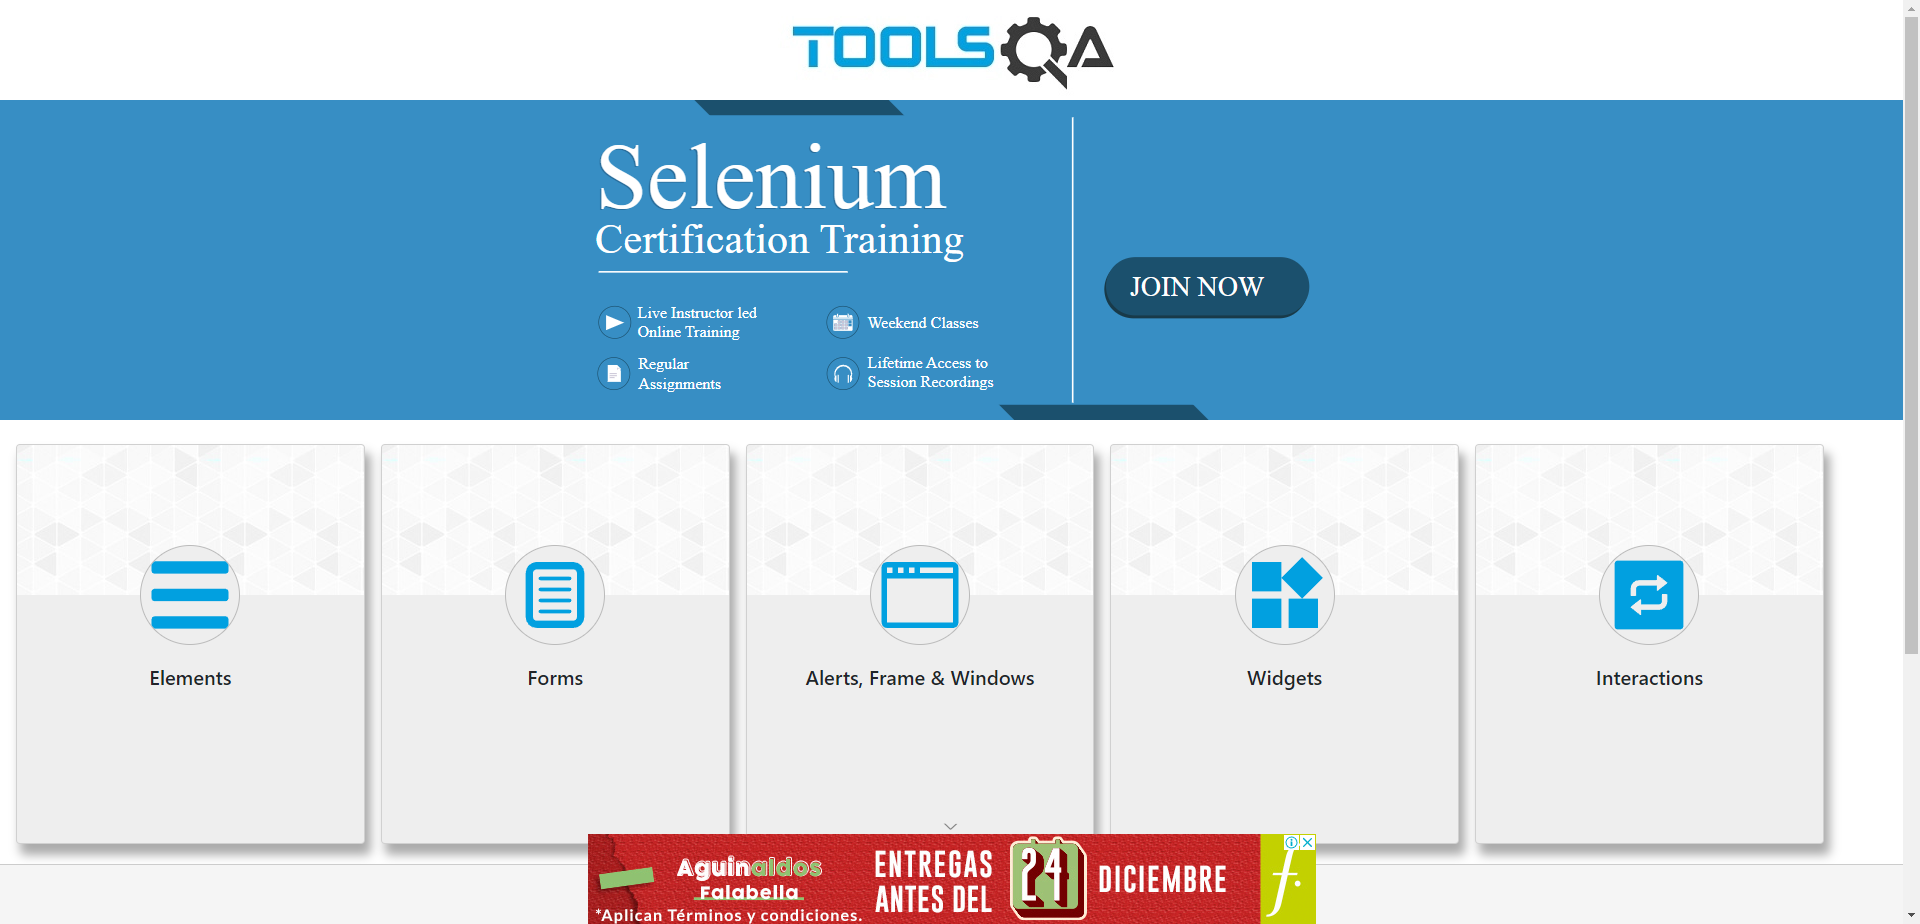 TOOLSQA
Selenium
Certification Training
JOIN NOW
Live Instructor led
Online Training
Weekend Classes
Regular
Assignments
Lifetime Access to
Session Recordings
Elements
Forms
Alerts, Frame & Windows
Widgets
Interactions
Aguinaldos
Falabella
*Aplican Términos y condiciones.
ENTREGAS
ANTES DEL
24
DICIEMBRE
f.